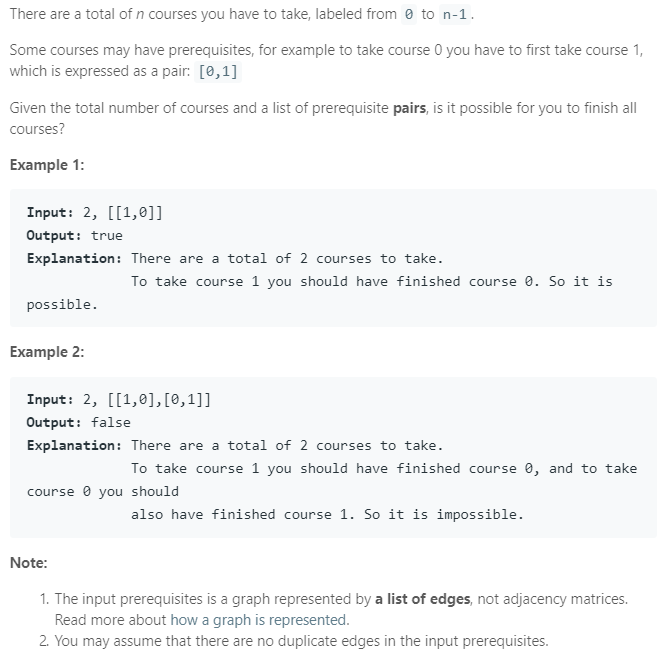 There are a total of n courses you have to take, labeled from 0 to n-1.
Some courses may have prerequisites, for example to take course 0 you have to first take course 1,
which is expressed as a pair: [0,1]
Given the total number of courses and a list of prerequisite pairs, is it possible for you to finish all
courses?
Example 1:
Input: 2, [[1,0]]
Output: true
Explanation: There are a total of 2 courses to take.
To take course 1 you should have finished course 0. So it is
possible.
Example 2:
Input: 2, [[1,0],[0,1]]
Output: false
Explanation: There are a total of 2 courses to take.
To take course 1 you should have finished course 0, and to take
course 0 you should
also have finished course 1. So it is impossible.
Note:
1. The input prerequisites is a graph represented by a list of edges, not adjacency matrices.
Read more about how a graph is represented.
2. You may assume that there are no duplicate edges in the input prerequisites.